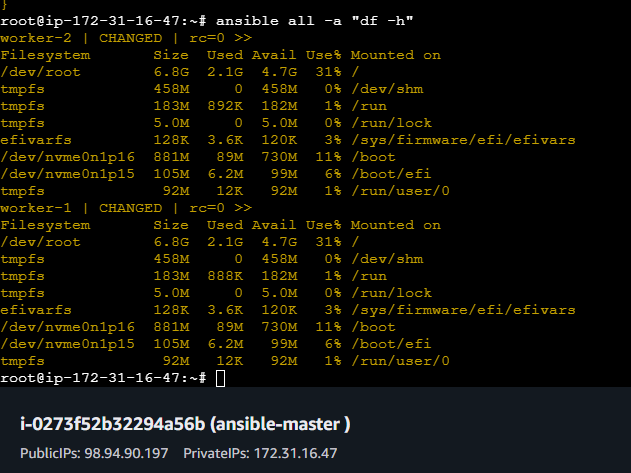 }
root@ip-172-31-16-47:~# ansible all -a "df -h"
worker-2 | CHANGED | rc=0 >>
Filesystem       Size  Used Avail Use% Mounted on
/dev/root        6.8G  2.1G  4.7G  31% /
tmpfs            458M     0  458M   0% /dev/shm
tmpfs            183M  892K  182M   1% /run
tmpfs            5.0M     0  5.0M   0% /run/lock
efivarfs         128K  3.6K  120K   3% /sys/firmware/efi/efivars
/dev/nvme0n1p16  881M   89M  730M  11% /boot
/dev/nvme0n1p15  105M  6.2M   99M   6% /boot/efi
tmpfs             92M   12K   92M   1% /run/user/0
worker-1 | CHANGED | rc=0 >>
Filesystem       Size  Used Avail Use% Mounted on
/dev/root        6.8G  2.1G  4.7G  31% /
tmpfs            458M     0  458M   0% /dev/shm
tmpfs            183M  888K  182M   1% /run
tmpfs            5.0M     0  5.0M   0% /run/lock
efivarfs         128K  3.6K  120K   3% /sys/firmware/efi/efivars
/dev/nvme0n1p16  881M   89M  730M  11% /boot
/dev/nvme0n1p15  105M  6.2M   99M   6% /boot/efi
tmpfs             92M   12K   92M   1% /run/user/0
root@ip-172-31-16-47:~#
i-0273f52b32294a56b (ansible-master )
PublicIPs: 98.94.90.197    PrivateIPs: 172.31.16.47